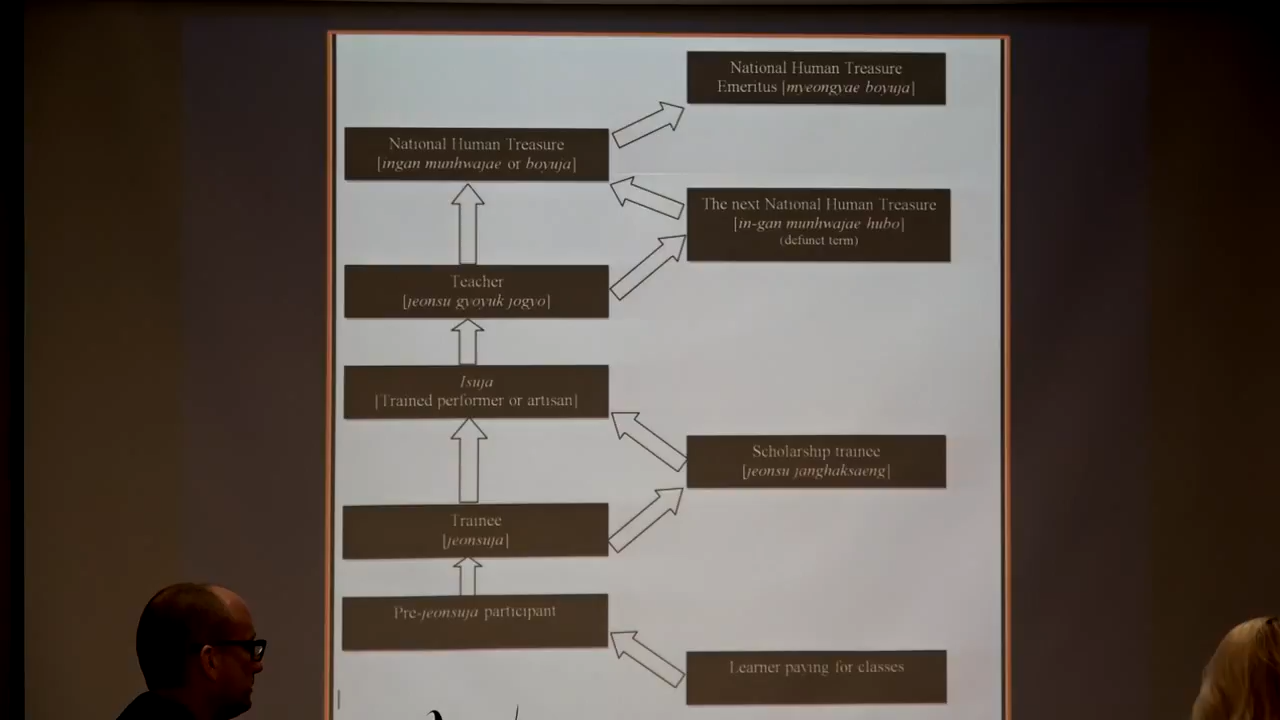 National Human Treasure
Emeritus [myeongyae boyuja]
National Human Treasure
[ingan munhwajae or boyuja]
The next National Human Treasure
[in-gan munhwajae hubo]
(defunct term)
Teacher
[jeonsu gyoyuk jogyo]
Isuja
[Trained performer or artisan]
Scholarship trainee
[jeonsu janghaksaeng]
Trainee
[jeonsuja]
Pre-jeonsuja participant
Learner paying for classes